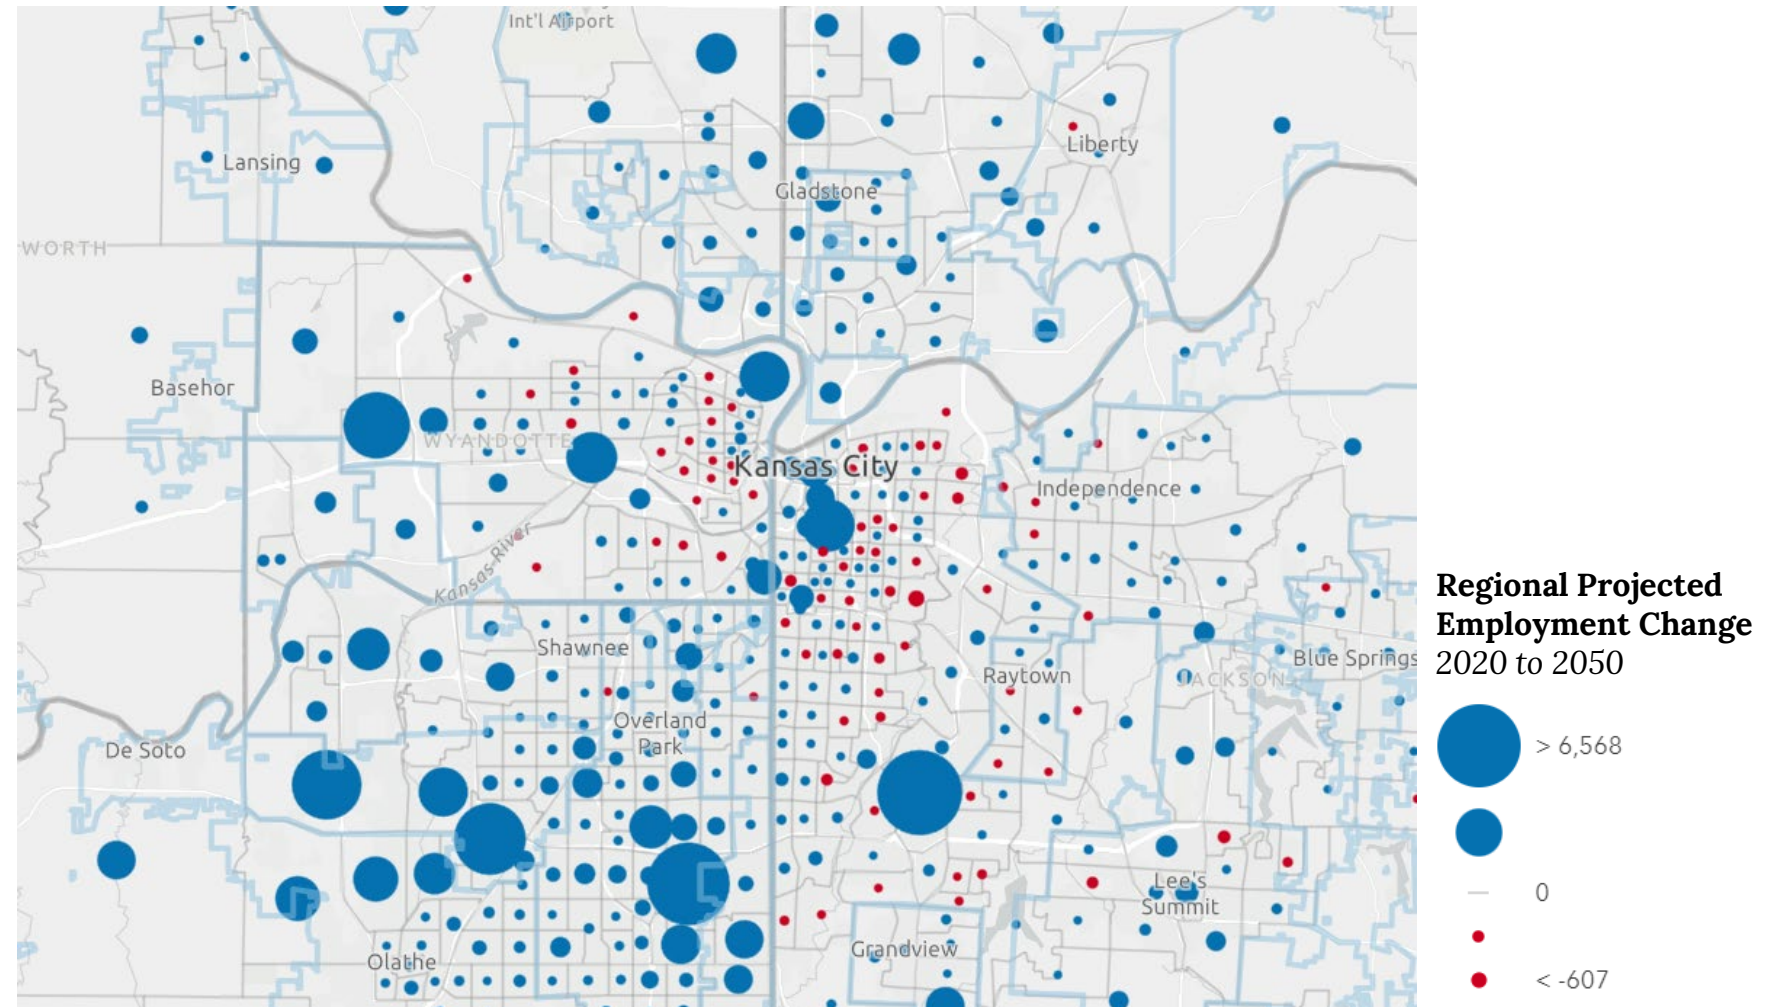 Int'l Airport
Lansing
Liberty
Gladstone
WORTH
Basehor
WYANDOTTE
Kansas City
Independence
Kansas River
Shawnee
Raytown
Blue Springs
JACKSON
Overland
Park
De Soto
Lee's
Summit
Grandview
Olathe
Regional Projected
Employment Change
2020 to 2050
> 6,568
0
< -607